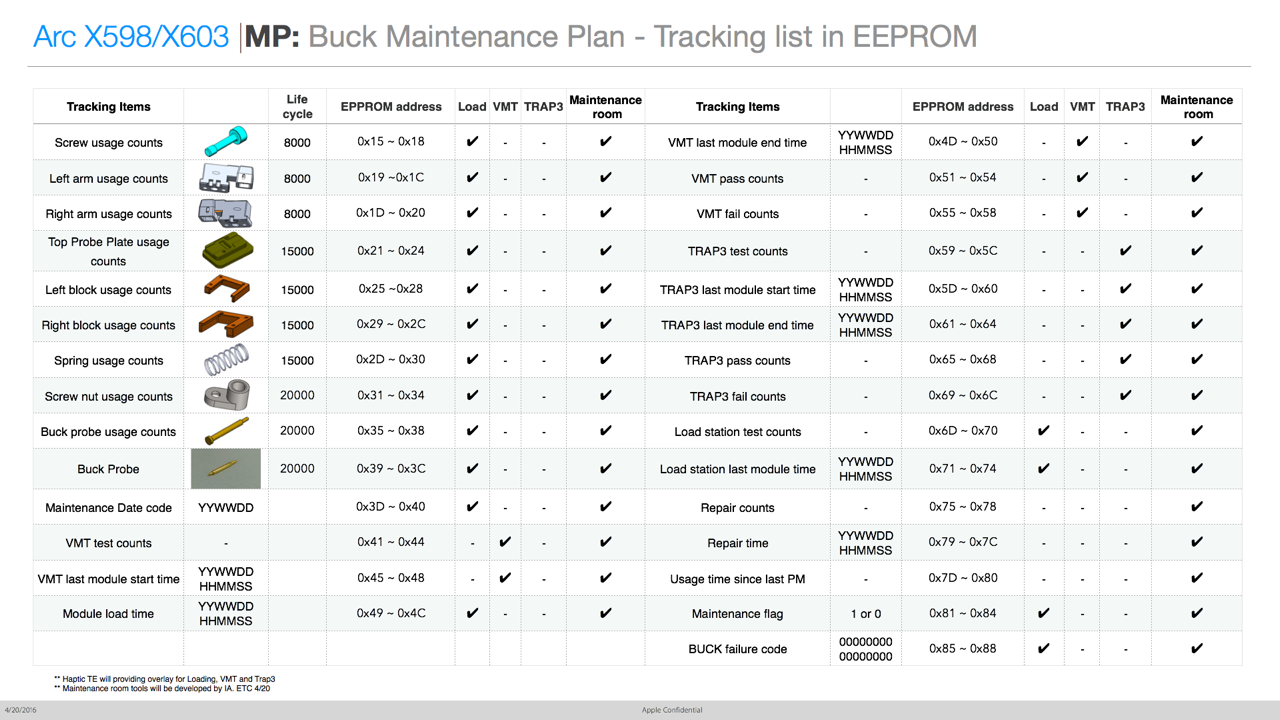 Arc X598/X603 |MP: Buck Maintenance Plan - Tracking list in EEPROM
Tracking Items Life cycle EPPROM address Load VMT TRAP3 Maintenance room Tracking Items EPPROM address Load VMT TRAP3 Maintenance room
Screw usage counts 8000 0x15 ~ 0x18 ✔ - - ✔ VMT last module end time YYWWDD HHMMSS 0x4D ~ 0x50 - ✔ - ✔
Left arm usage counts 8000 0x19 ~0x1C ✔ - - ✔ VMT pass counts - 0x51 ~ 0x54 - ✔ - ✔
Right arm usage counts 8000 0x1D ~ 0x20 ✔ - - ✔ VMT fail counts - 0x55 ~ 0x58 - ✔ - ✔
Top Probe Plate usage counts 15000 0x21 ~ 0x24 ✔ - - ✔ TRAP3 test counts - 0x59 ~ 0x5C - - ✔ ✔
Left block usage counts 15000 0x25 ~0x28 ✔ - - ✔ TRAP3 last module start time YYWWDD HHMMSS 0x5D ~ 0x60 - - ✔ ✔
Right block usage counts 15000 0x29 ~ 0x2C ✔ - - ✔ TRAP3 last module end time YYWWDD HHMMSS 0x61 ~ 0x64 - - ✔ ✔
Spring usage counts 15000 0x2D ~ 0x30 ✔ - - ✔ TRAP3 pass counts - 0x65 ~ 0x68 - - ✔ ✔
Screw nut usage counts 20000 0x31 ~ 0x34 ✔ - - ✔ TRAP3 fail counts - 0x69 ~ 0x6C - - ✔ ✔
Buck probe usage counts 20000 0x35 ~ 0x38 ✔ - - ✔ Load station test counts - 0x6D ~ 0x70 ✔ - - ✔
Buck Probe 20000 0x39 ~ 0x3C ✔ - - ✔ Load station last module time YYWWDD HHMMSS 0x71 ~ 0x74 ✔ - - ✔
Maintenance Date code YYWWDD 0x3D ~ 0x40 ✔ - - ✔ Repair counts - 0x75 ~ 0x78 - - - ✔
VMT test counts - 0x41 ~ 0x44 - ✔ - ✔ Repair time YYWWDD HHMMSS 0x79 ~ 0x7C - - - ✔
VMT last module start time YYWWDD HHMMSS 0x45 ~ 0x48 - ✔ - ✔ Usage time since last PM - 0x7D ~ 0x80 - - - ✔
Module load time YYWWDD HHMMSS 0x49 ~ 0x4C ✔ - - ✔ Maintenance flag 1 or 0 0x81 ~ 0x84 ✔ - - ✔
BUCK failure code 00000000 00000000 0x85 ~ 0x88 ✔ - - ✔
** Haptic TE will providing overlay for Loading, VMT and Trap3
** Maintenance room tools will be developed by IA. ETC 4/20
4/20/2016 Apple Confidential